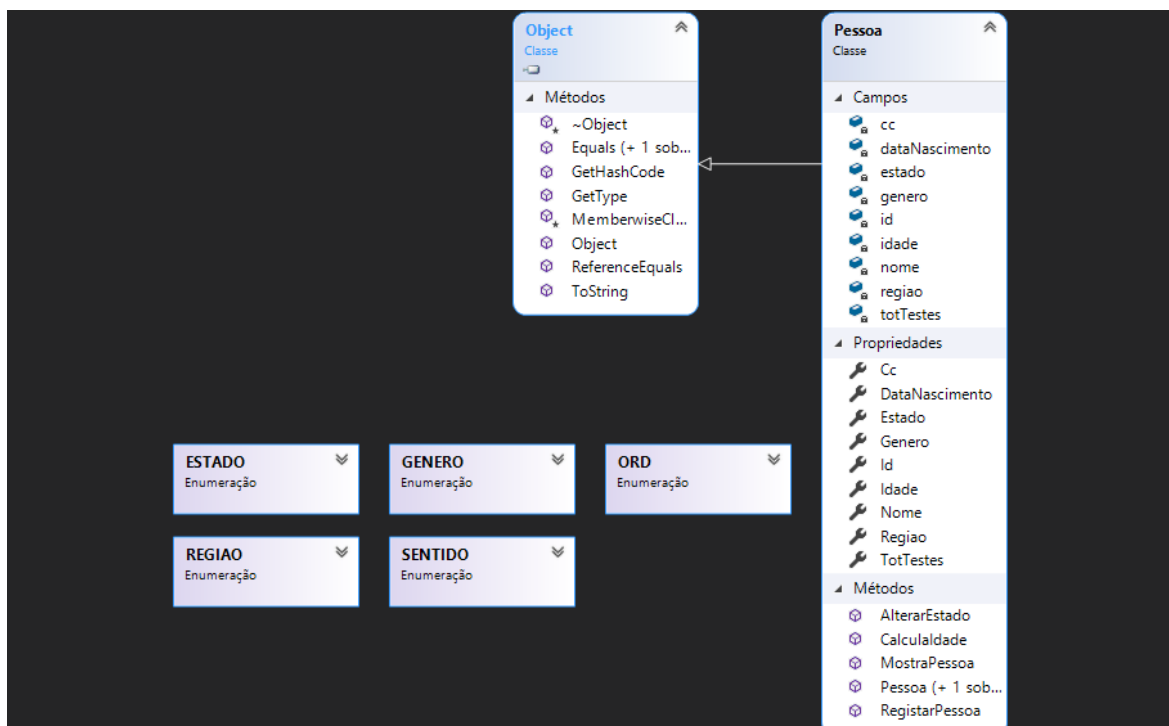 Object
Classe
Métodos
~Object
Equals (+ 1 sob...
GetHashCode
GetType
MemberwiseCl...
Object
ReferenceEquals
ToString
Pessoa
Classe
Campos
cc
dataNascimento
estado
genero
id
idade
nome
regiao
totTestes
Propriedades
Cc
DataNascimento
Estado
Genero
Id
Idade
Nome
Regiao
TotTestes
Métodos
AlterarEstado
CalculaIdade
MostraPessoa
Pessoa (+ 1 sob...
RegistarPessoa
ESTADO
Enumeração
GENERO
Enumeração
ORD
Enumeração
REGIAO
Enumeração
SENTIDO
Enumeração